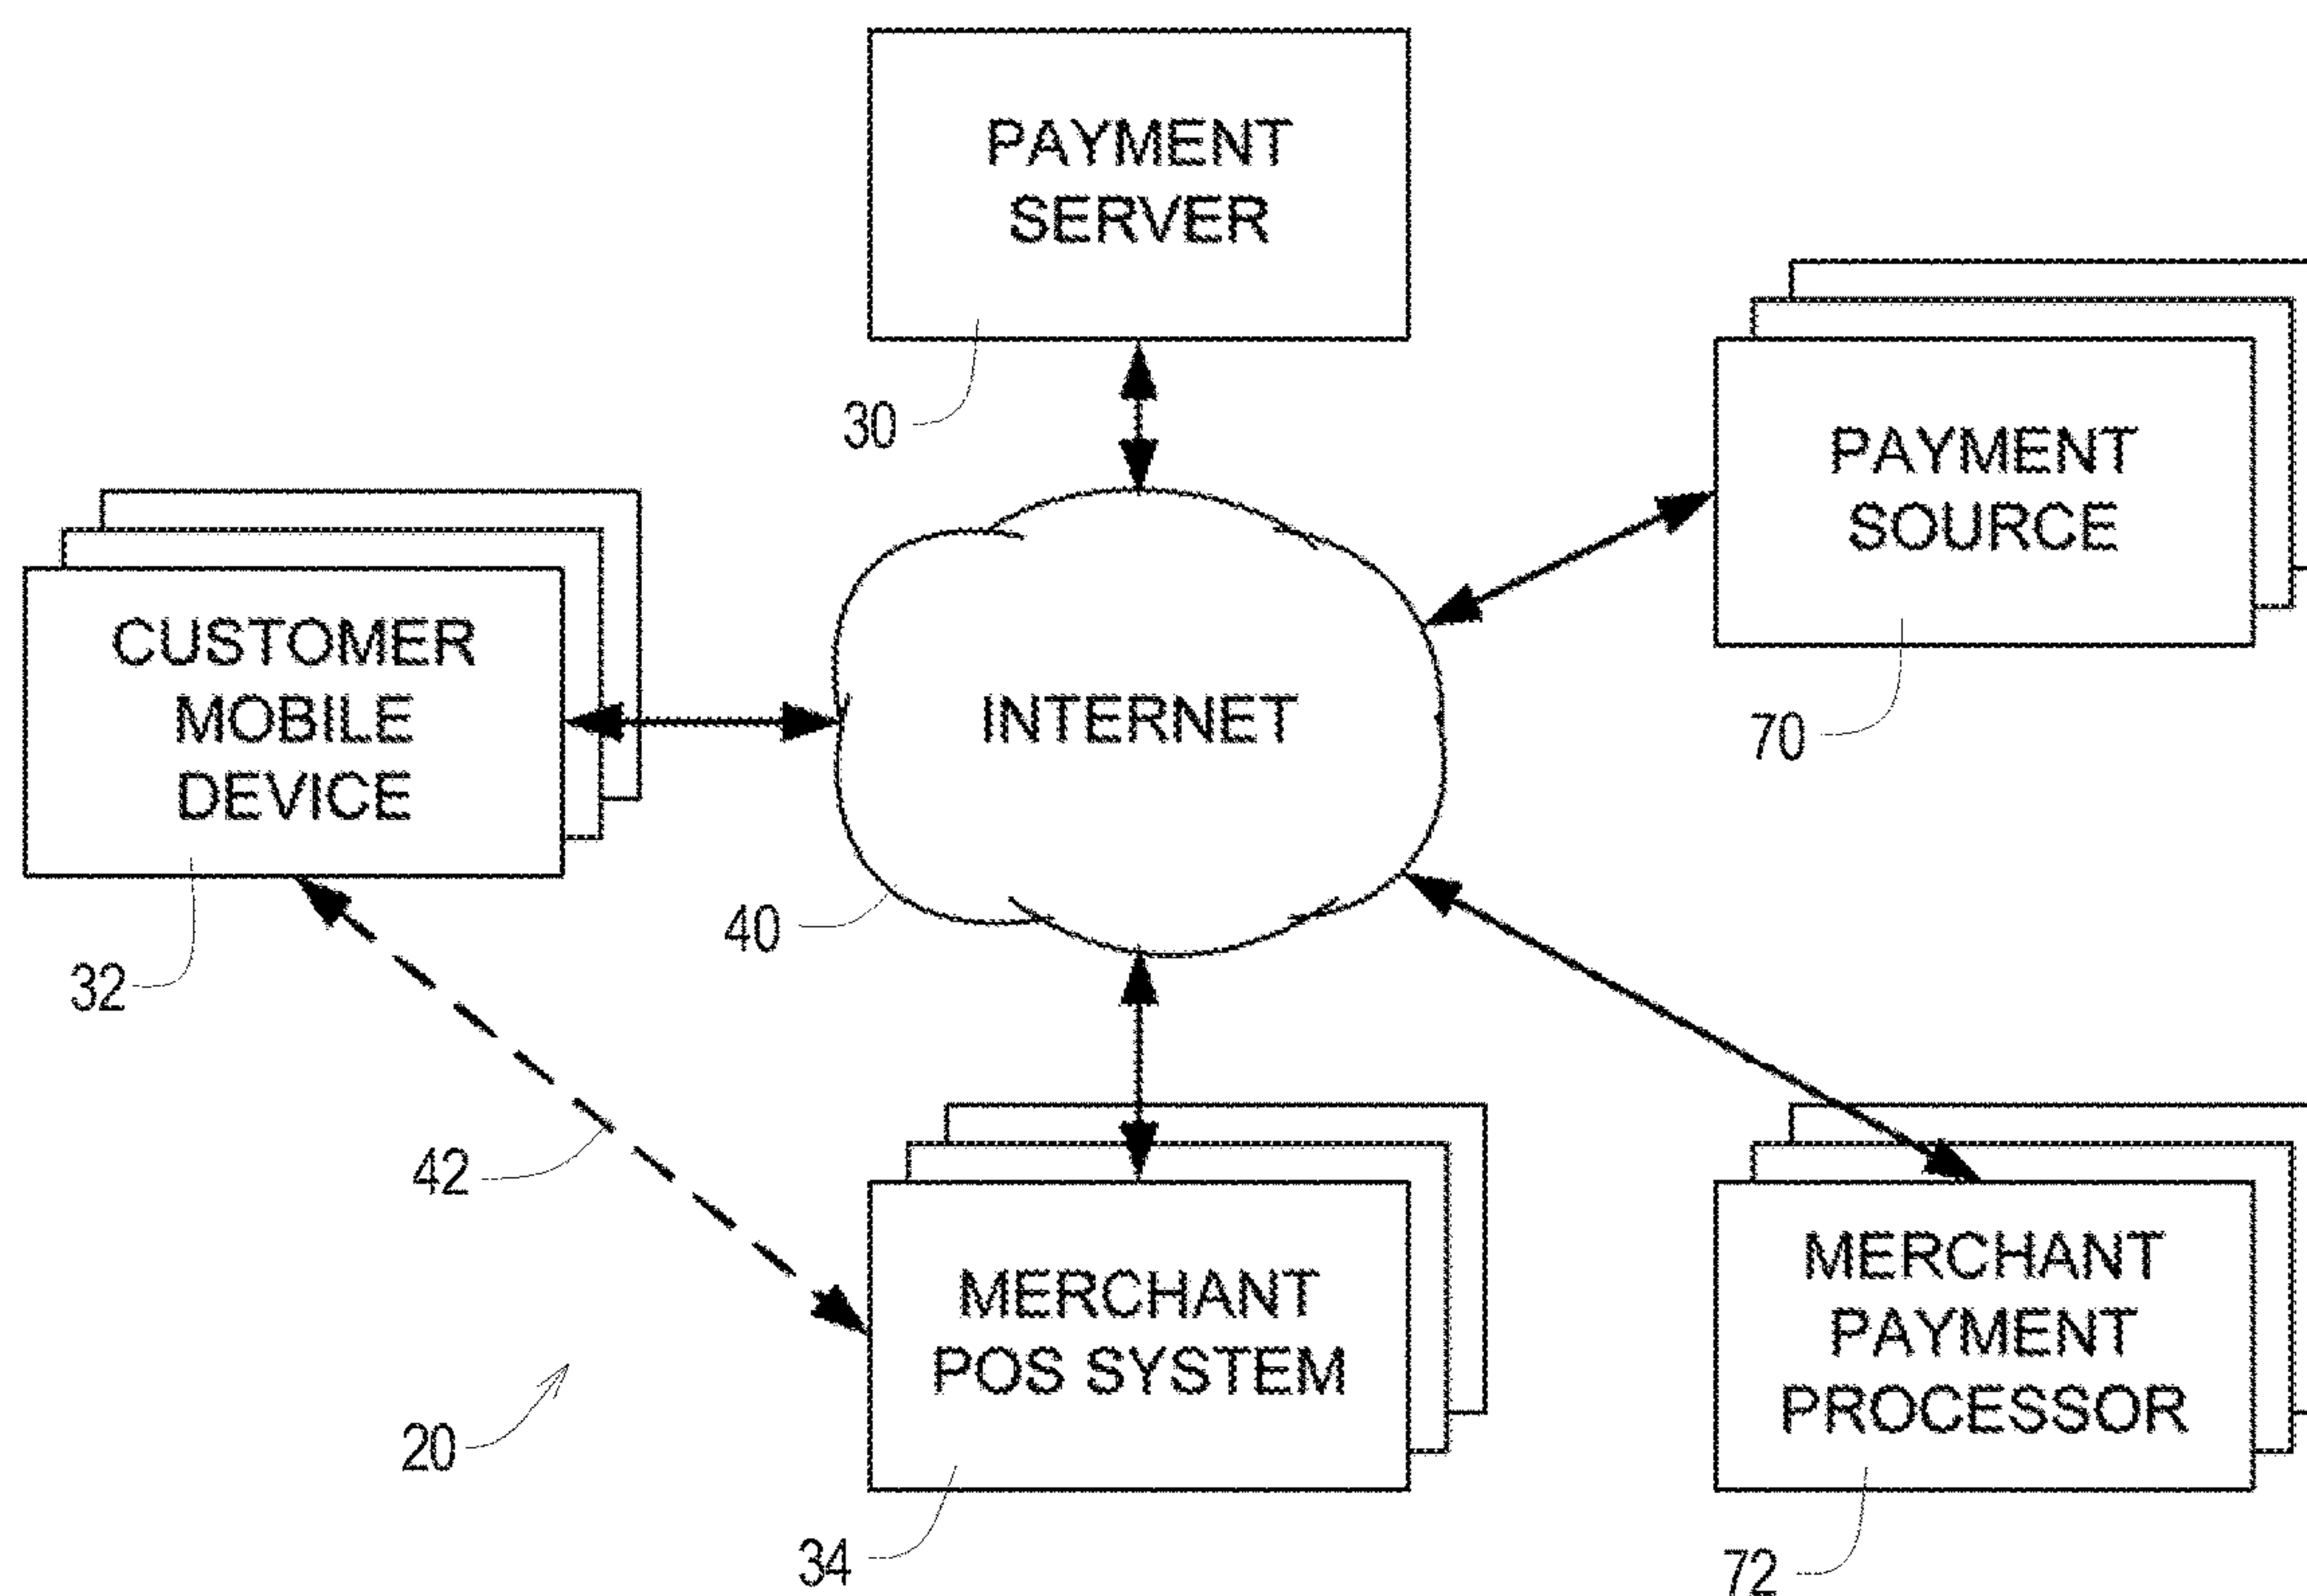 PAYMENT
SERVER
30
PAYMENT
SOURCE
70
CUSTOMER
MOBILE
DEVICE
32
INTERNET
40
42
20
MERCHANT
POS SYSTEM
34
MERCHANT
PAYMENT
PROCESSOR
72